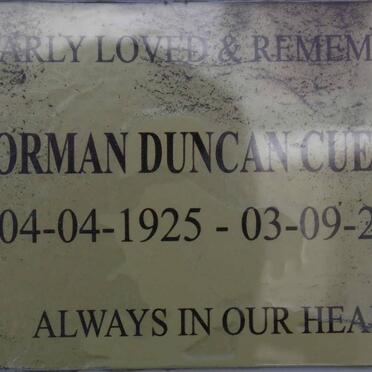 ARLY LOVED & REMEM
ORMAN DUNCAN CUE
04-04-1925 - 03-09-2
ALWAYS IN OUR HEA